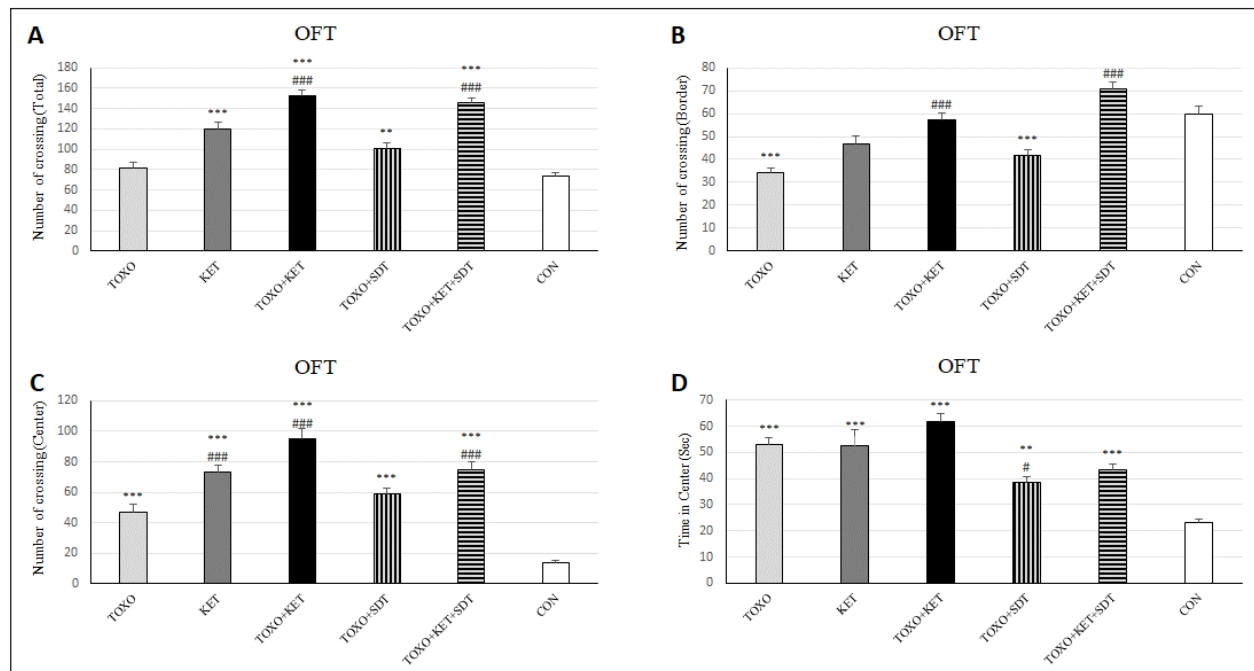 A
OFT
Number of crossing(Total)
180
160
140
120
100
80
60
40
20
0
***
***
###
**
***
###
TOXO
KET
TOXO+KET
TOXO+SDT
TOXO+KET+SDT
CON
B
OFT
Number of crossing(Border)
80
70
60
50
40
30
20
10
0
***
###
***
###
TOXO
KET
TOXO+KET
TOXO+SDT
TOXO+KET+SDT
CON
C
OFT
Number of crossing(Center)
120
100
80
60
40
20
0
***
***
###
***
###
***
***
###
TOXO
KET
TOXO+KET
TOXO+SDT
TOXO+KET+SDT
CON
D
OFT
Time in Center (Sec)
70
60
50
40
30
20
10
0
***
***
***
**
#
***
TOXO
KET
TOXO+KET
TOXO+SDT
TOXO+KET+SDT
CON